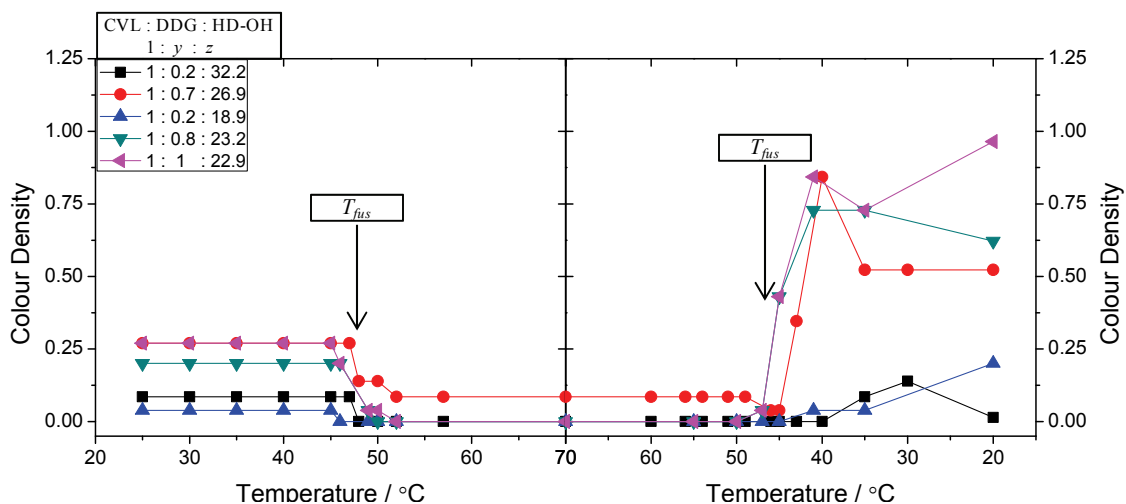 CVL : DDG : HD-OH
1 : y : z
1 : 0.2 : 32.2
1 : 0.7 : 26.9
1 : 0.2 : 18.9
1 : 0.8 : 23.2
1 : 1 : 22.9
T_fus
T_fus
Colour Density
1.25
1.00
0.75
0.50
0.25
0.00
20 30 40 50 60 70
Temperature / °C
70 60 50 40 30 20
Temperature / °C
1.25
1.00
0.75
0.50
0.25
0.00
Colour Density